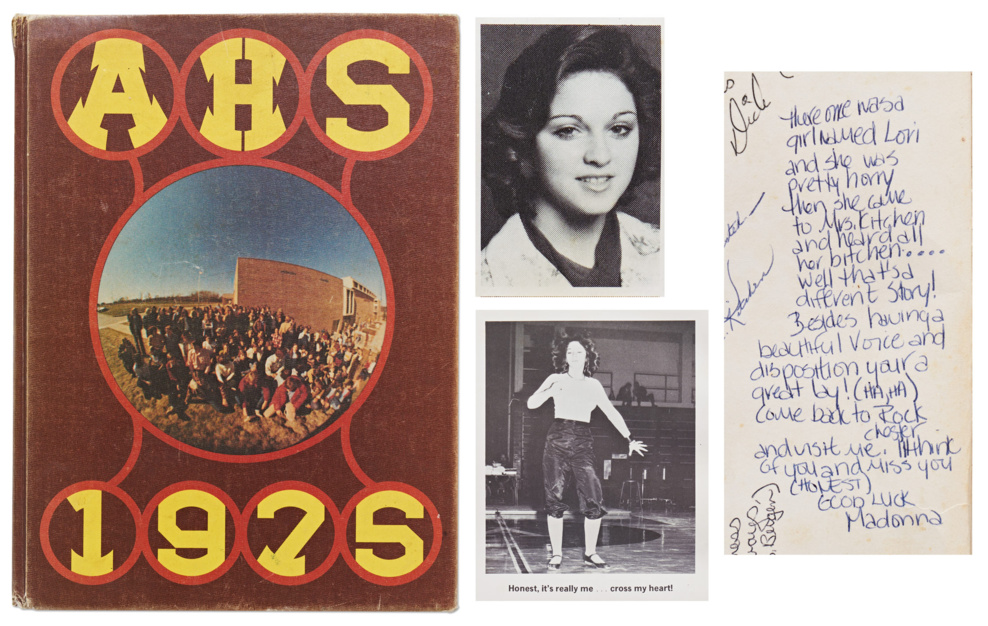 AHS
1975
Honest, it's really me . . . cross my heart!
Dick
there once was a
girl named Lori
and she was
pretty horny
then she came
to Mrs. Kitchen
and heard all
her bitchen....
well that's a
different story!
Besides having a
beautiful voice and
disposition your a
great lay! (HA, HA)
Come back to Rock
chester
and visit me. I'll think
of you and miss you
(HONEST)
GOOD LUCK
Madonna